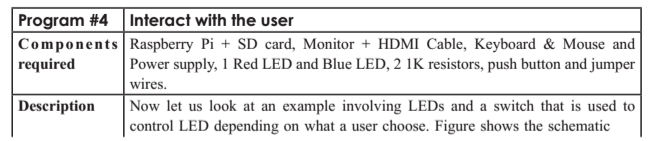 Program #4 Interact with the user
Components Raspberry Pi + SD card, Monitor + HDMI Cable, Keyboard & Mouse and
required Power supply, 1 Red LED and Blue LED, 2 1K resistors, push button and jumper
wires.
Description Now let us look at an example involving LEDs and a switch that is used to
control LED depending on what a user choose. Figure shows the schematic